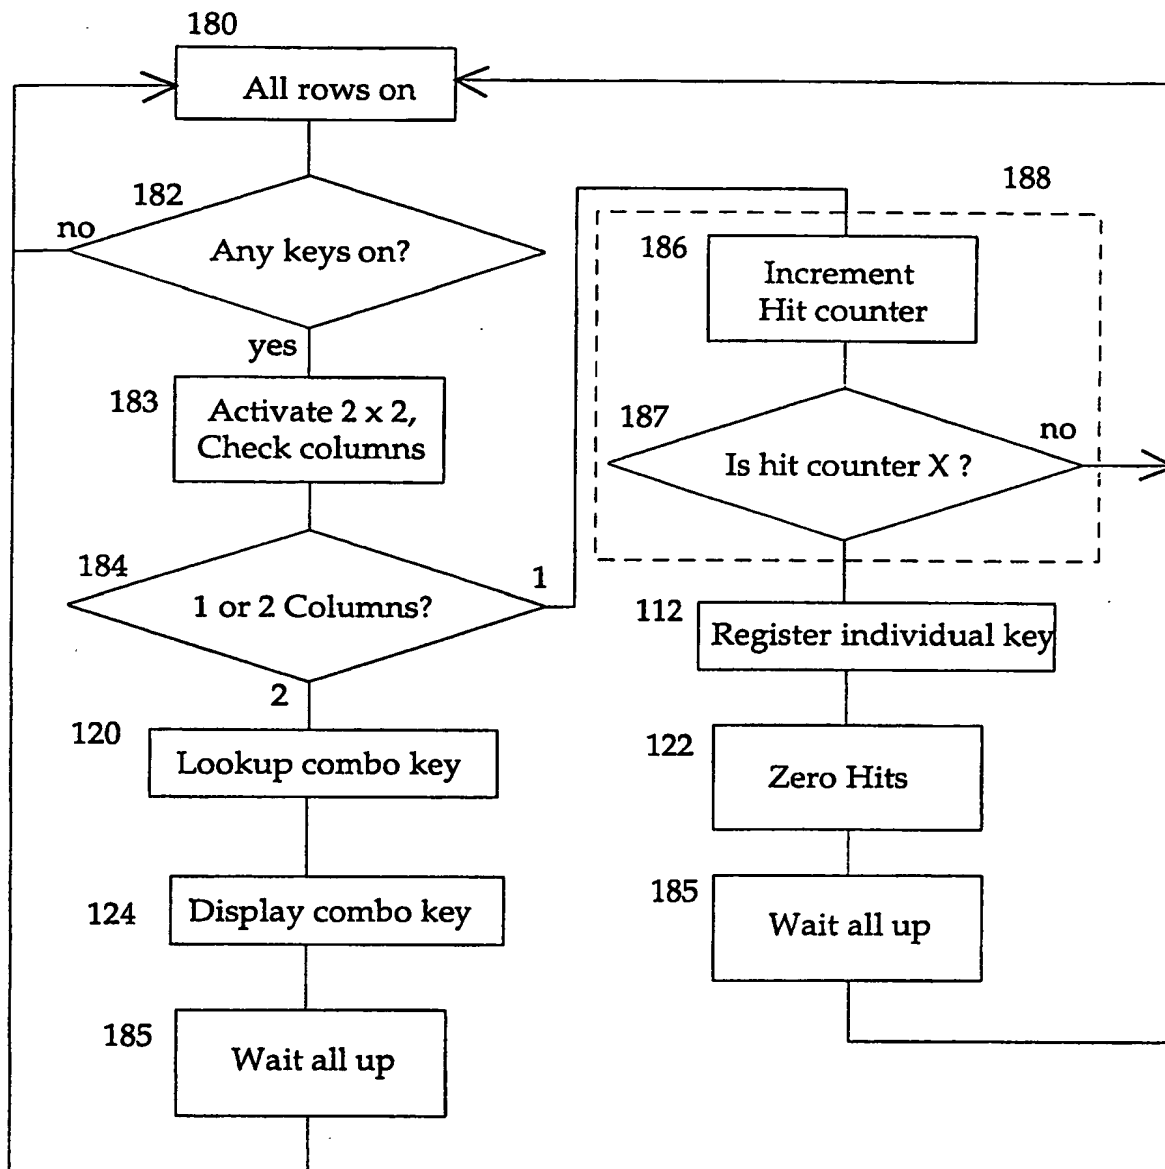 180
All rows on
182
no
Any keys on?
yes
183
Activate 2 x 2,
Check columns
184
1 or 2 Columns?
1
2
120
Lookup combo key
124
Display combo key
185
Wait all up
188
186
Increment
Hit counter
187
no
Is hit counter X ?
112
Register individual key
122
Zero Hits
185
Wait all up